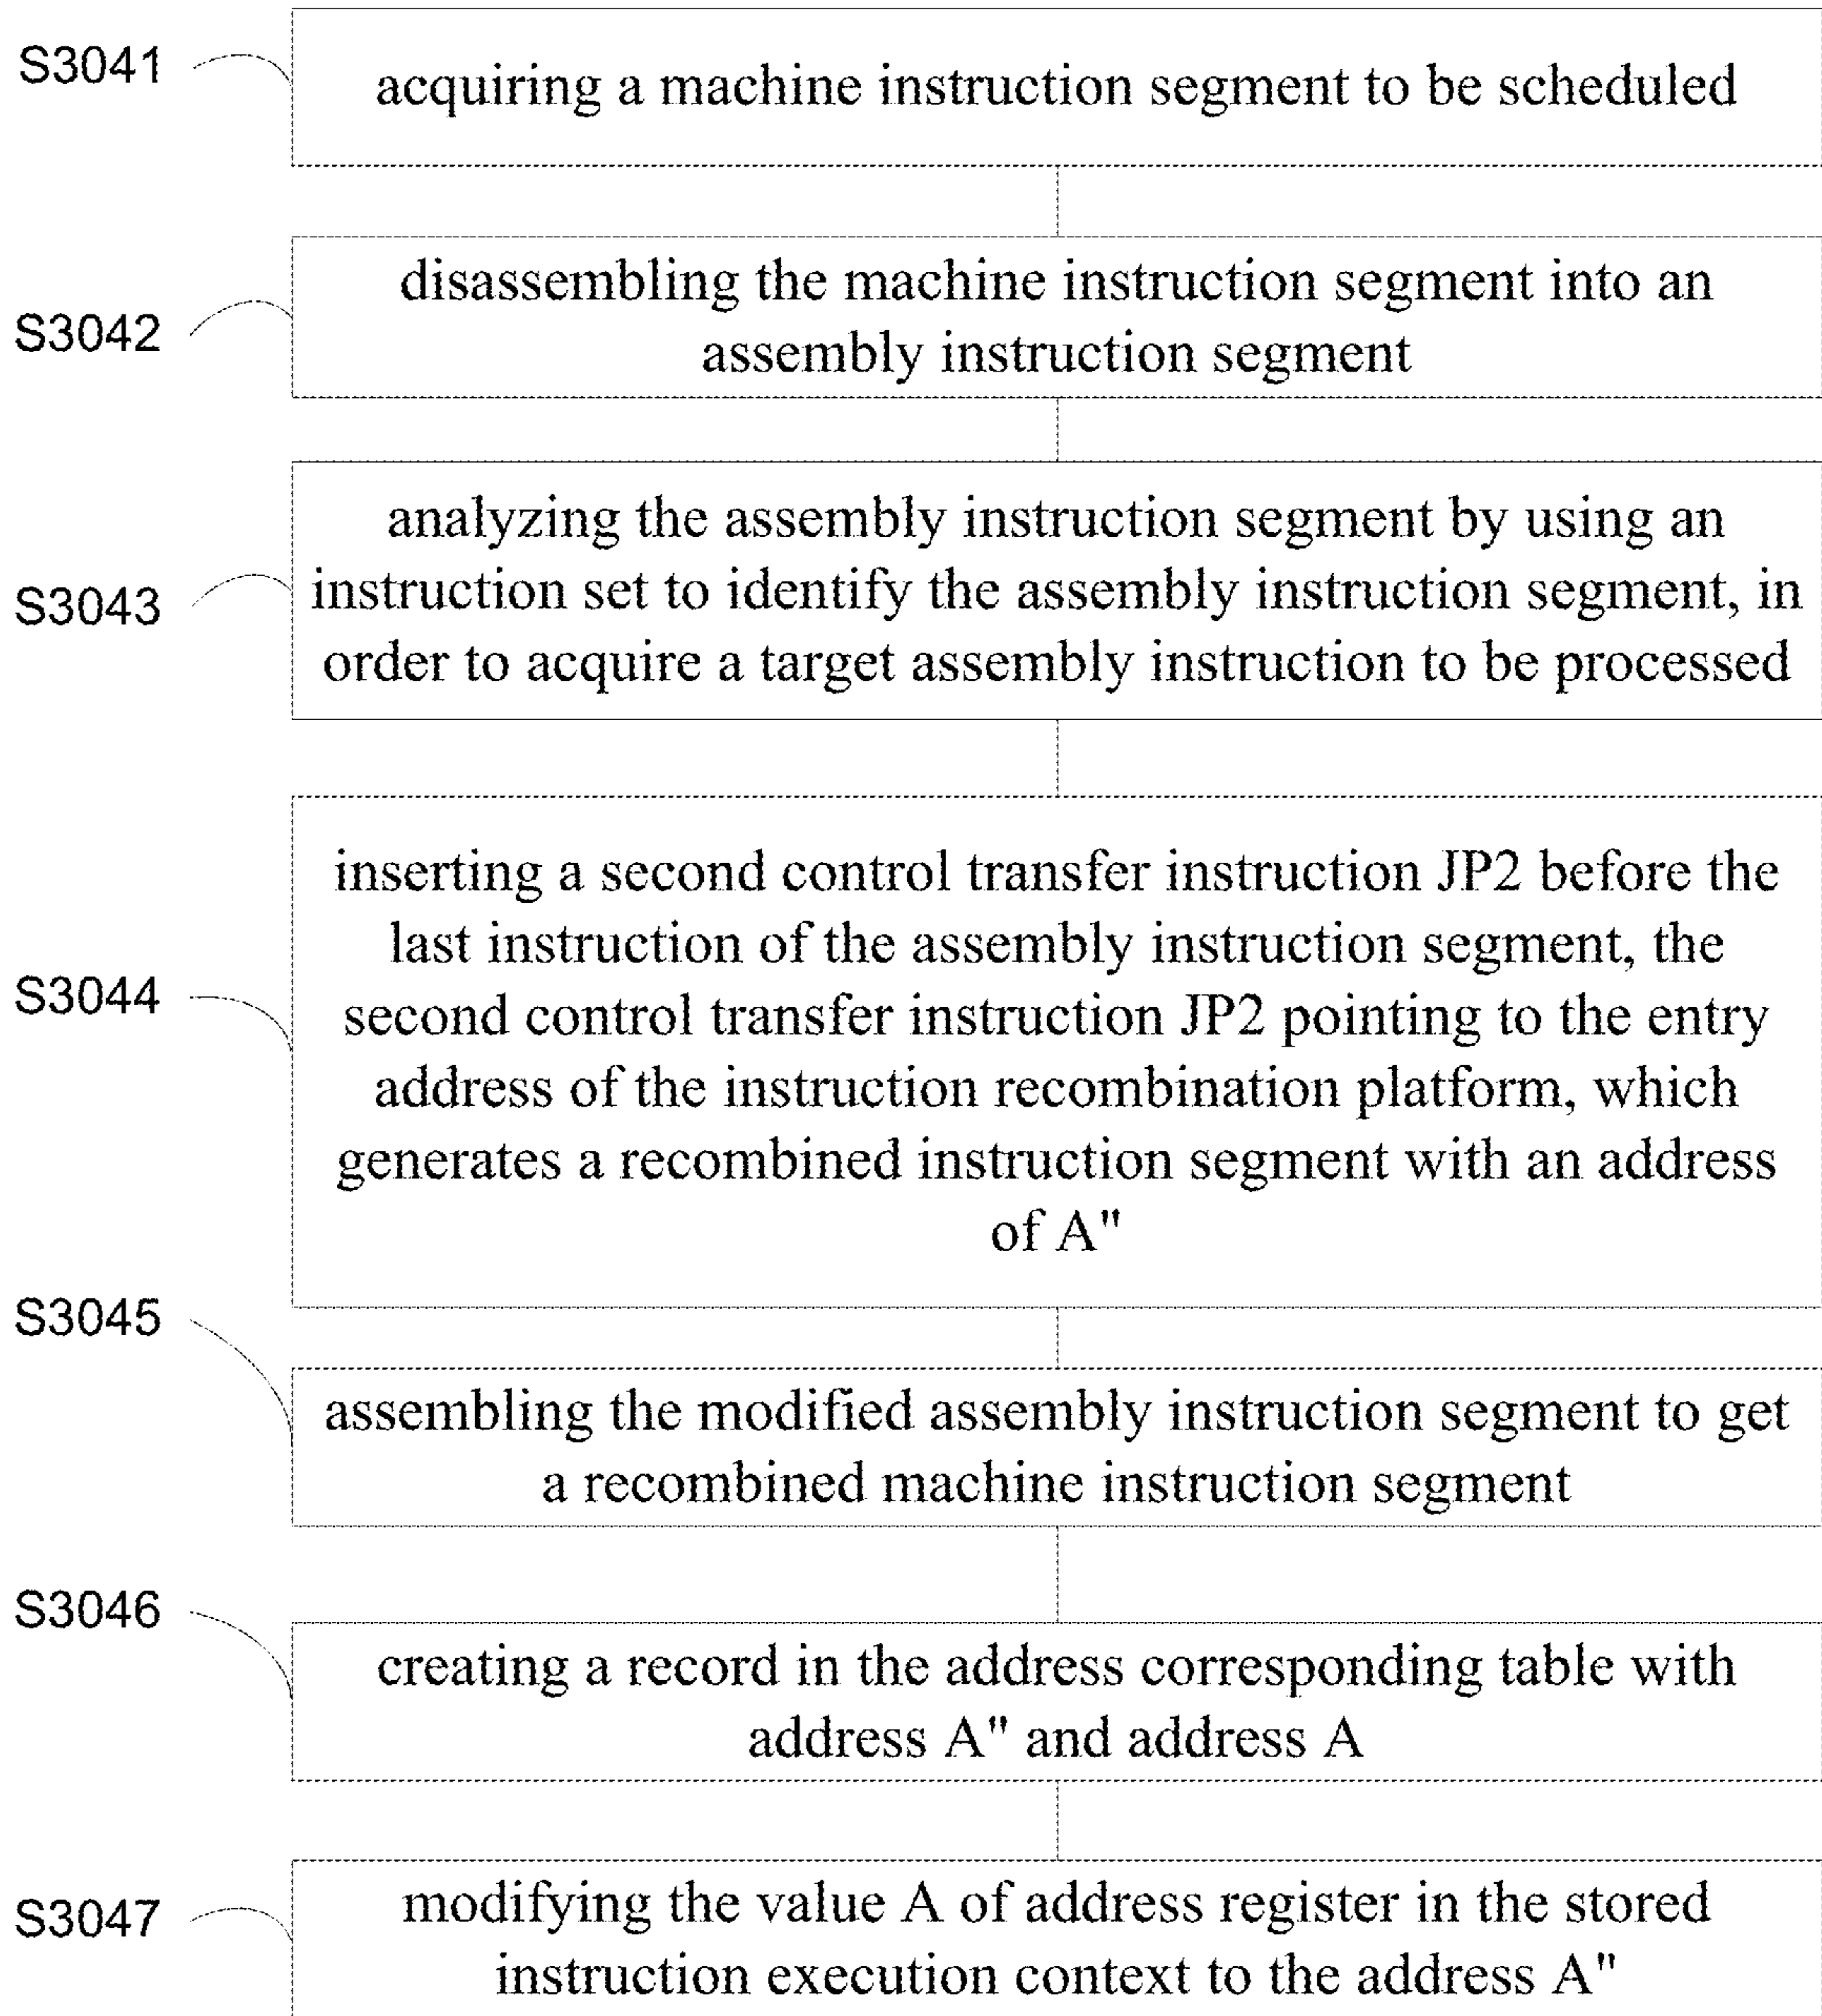 S3041
acquiring a machine instruction segment to be scheduled
S3042
disassembling the machine instruction segment into an
assembly instruction segment
S3043
analyzing the assembly instruction segment by using an
instruction set to identify the assembly instruction segment, in
order to acquire a target assembly instruction to be processed
S3044
inserting a second control transfer instruction JP2 before the
last instruction of the assembly instruction segment, the
second control transfer instruction JP2 pointing to the entry
address of the instruction recombination platform, which
generates a recombined instruction segment with an address
of A"
S3045
assembling the modified assembly instruction segment to get
a recombined machine instruction segment
S3046
creating a record in the address corresponding table with
address A" and address A
S3047
modifying the value A of address register in the stored
instruction execution context to the address A"